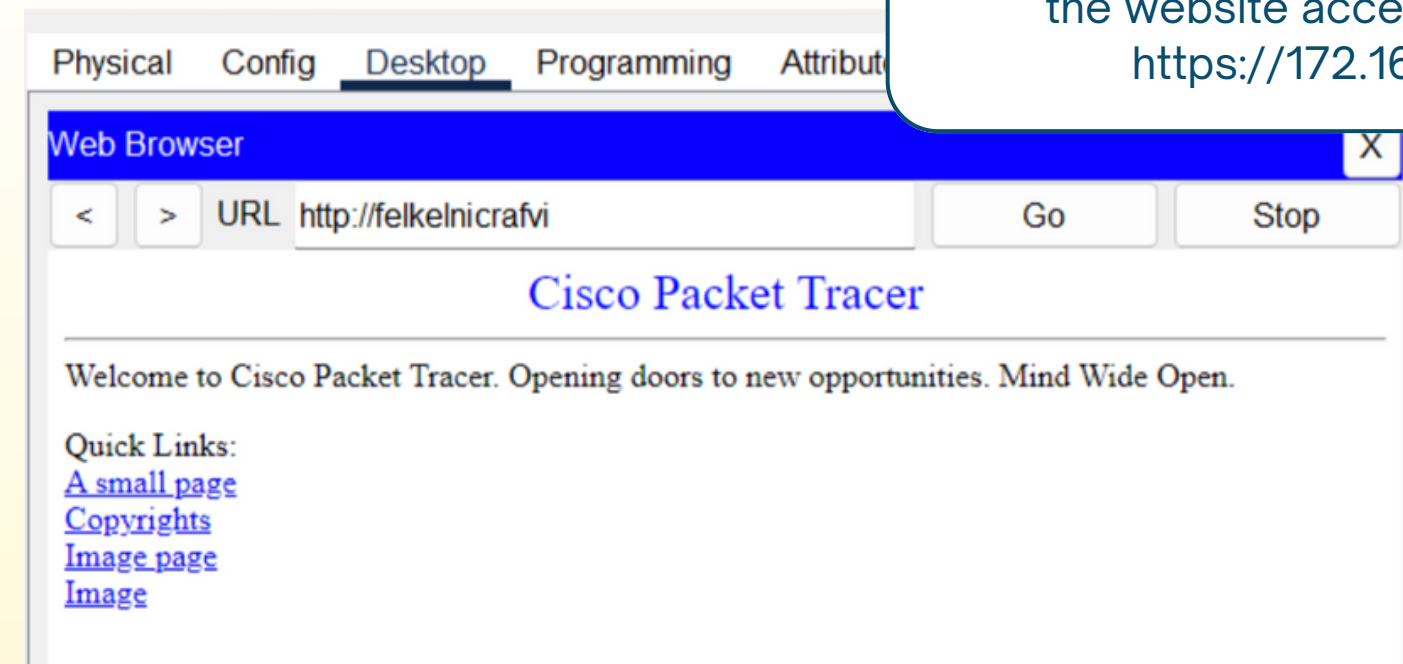 the website acce
https://172.16
Physical Config Desktop Programming Attribut
Web Browser X
< > URL http://felkelnicrafvi Go Stop
Cisco Packet Tracer
Welcome to Cisco Packet Tracer. Opening doors to new opportunities. Mind Wide Open.
Quick Links:
A small page
Copyrights
Image page
Image